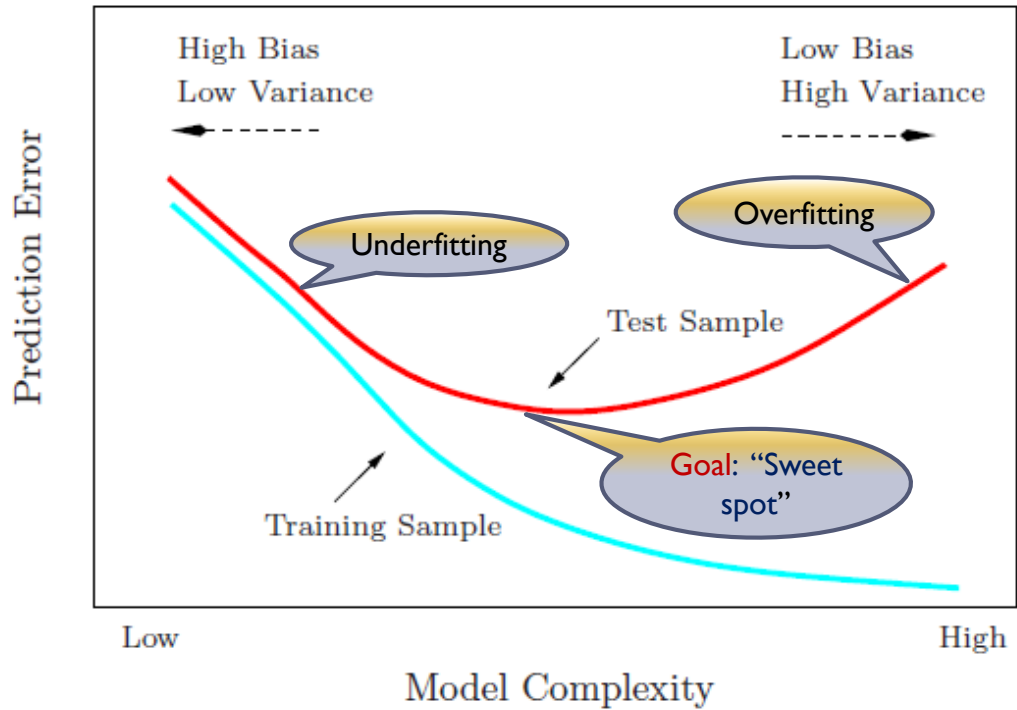 High Bias
Low Variance
Low Bias
High Variance
Prediction Error
Underfitting
Overfitting
Test Sample
Goal: “Sweet
spot”
Training Sample
Low
High
Model Complexity